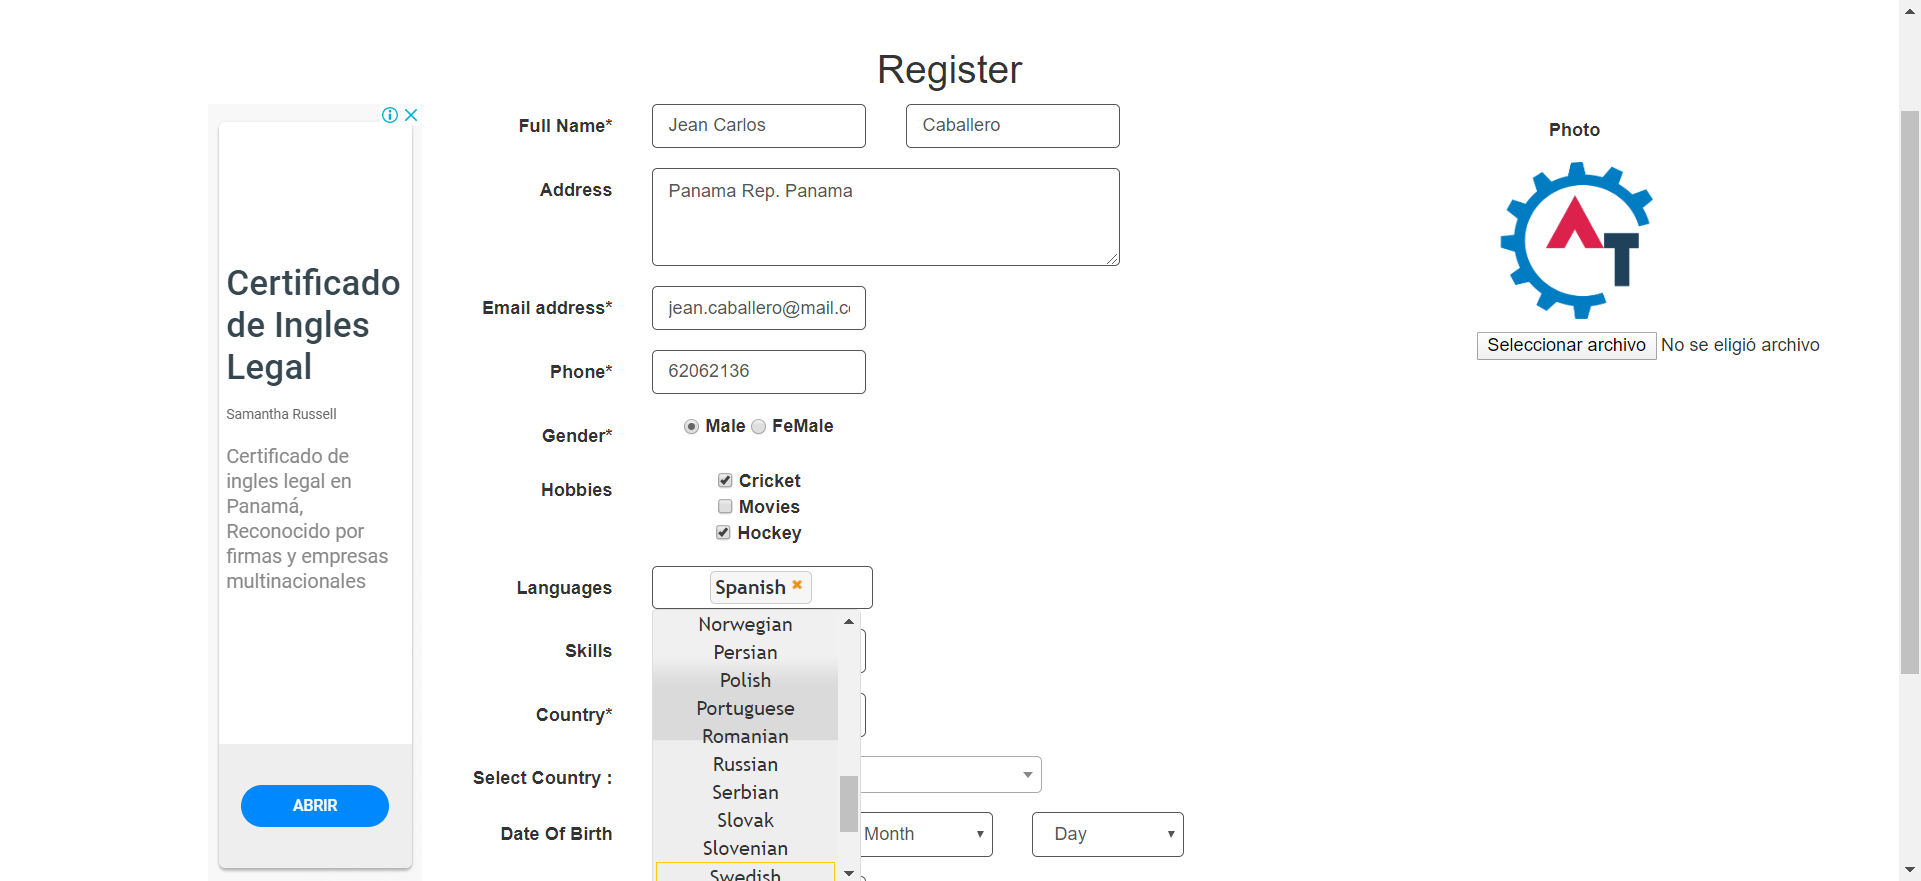 Register
Certificado
de Ingles
Legal
Samantha Russell
Certificado de
ingles legal en
Panamá,
Reconocido por
firmas y empresas
multinacionales
ABRIR
Full Name* Jean Carlos Caballero
Address Panama Rep. Panama
Email address* jean.caballero@mail.c
Phone* 62062136
Gender* Male FeMale
Hobbies Cricket
Movies
Hockey
Languages Spanish
Norwegian
Skills Persian
Polish
Country* Portuguese
Romanian
Select Country : Russian
Serbian
Slovak
Date Of Birth Month Day
Slovenian
Swedish
Photo
AT
Seleccionar archivo No se eligió archivo